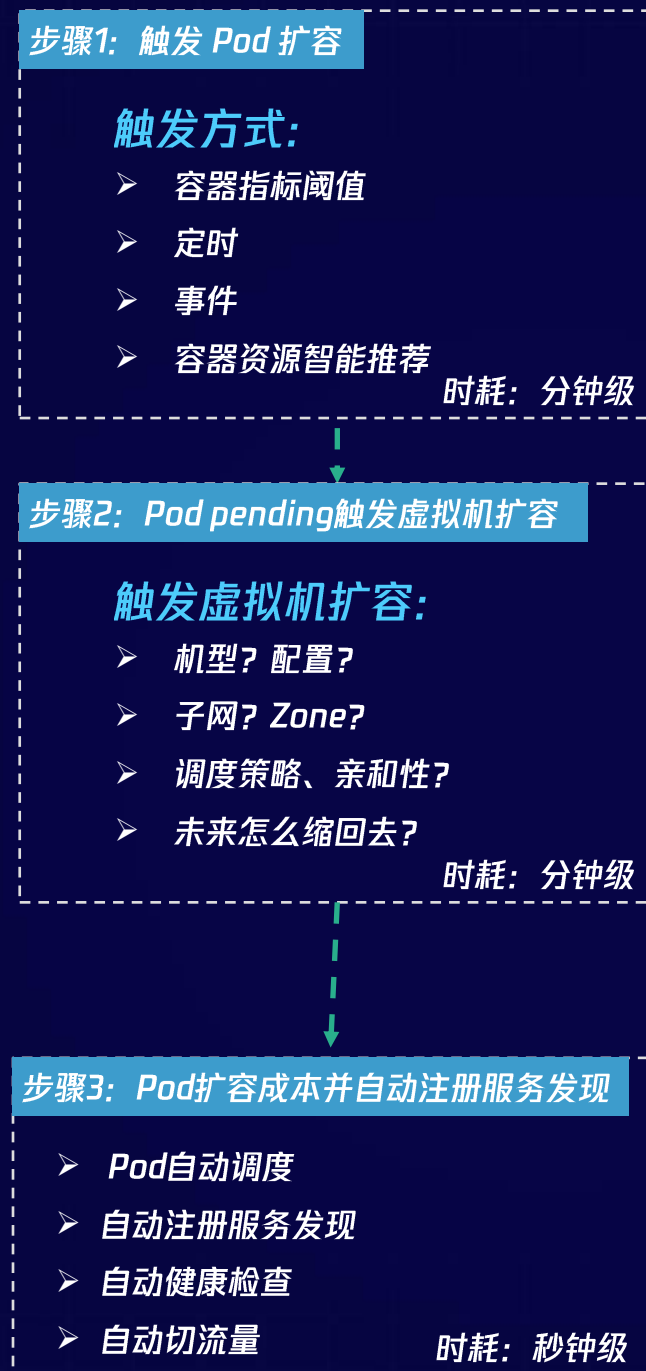 步骤1：触发 Pod 扩容
触发方式：
容器指标阈值
定时
事件
容器资源智能推荐
时耗：分钟级
步骤2：Pod pending触发虚拟机扩容
触发虚拟机扩容：
机型？配置？
子网？Zone？
调度策略、亲和性？
未来怎么缩回去？
时耗：分钟级
步骤3：Pod扩容成本并自动注册服务发现
Pod自动调度
自动注册服务发现
自动健康检查
自动切流量
时耗：秒钟级